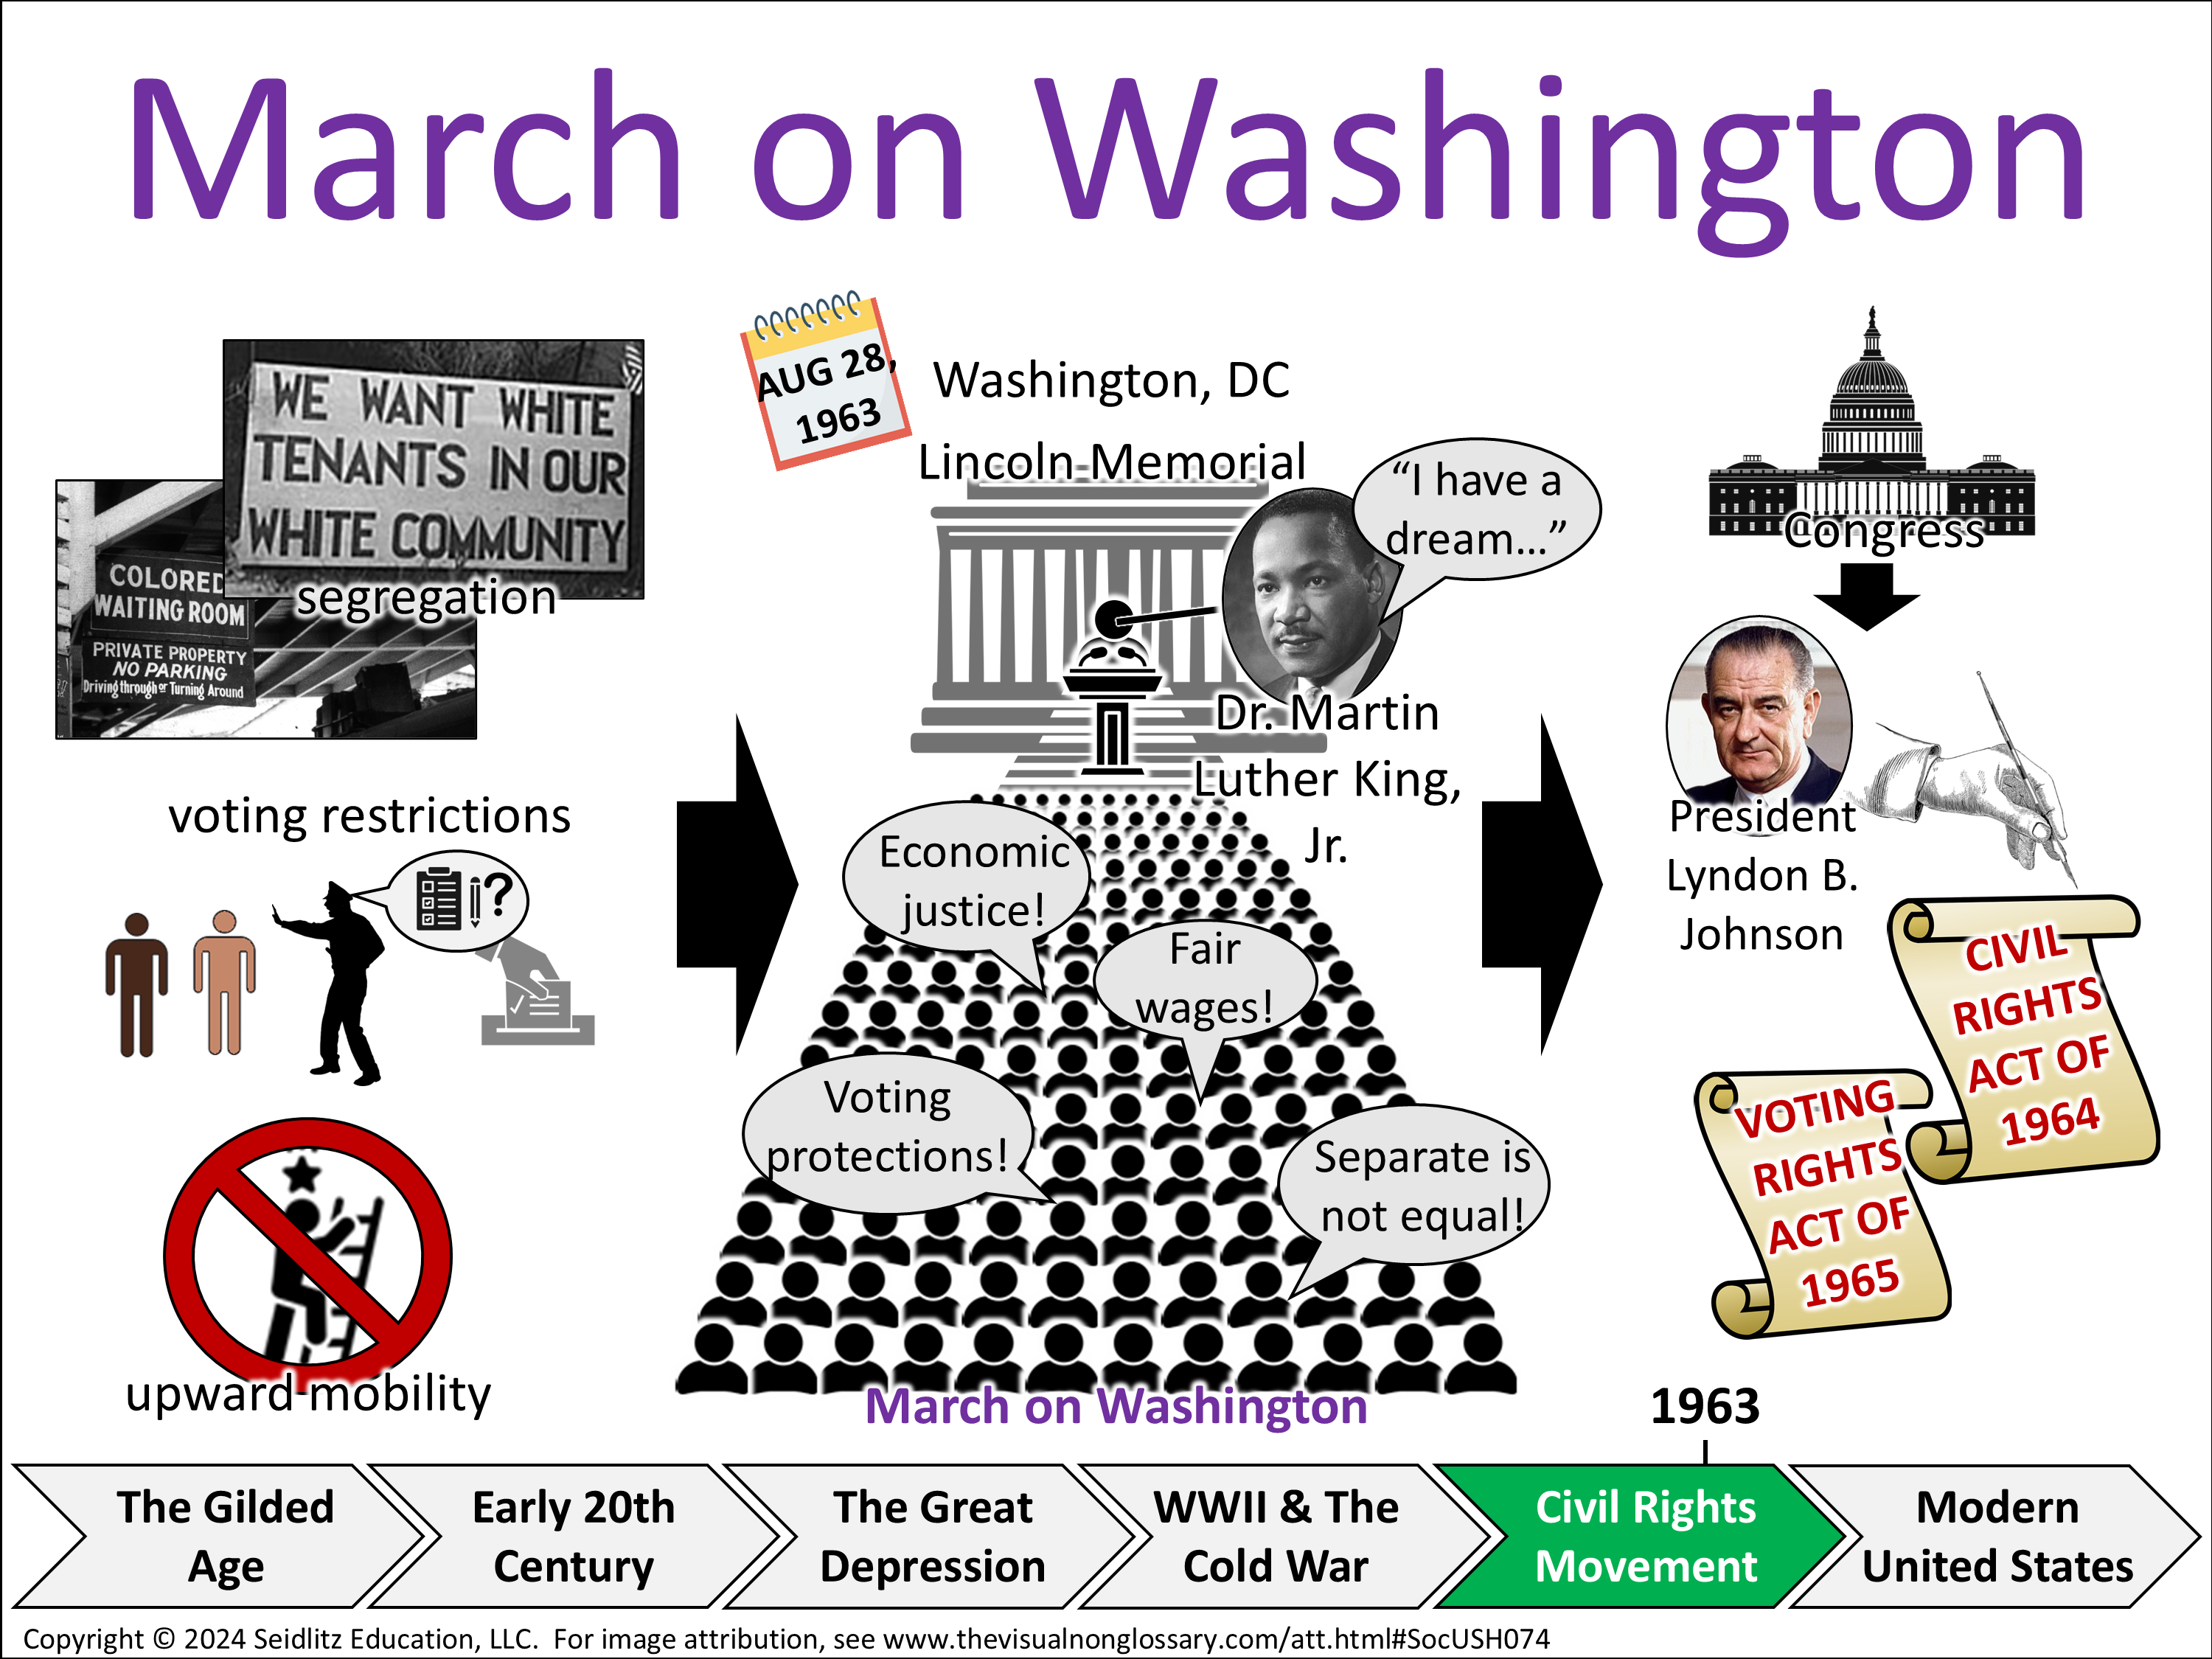 March on Washington
WE WANT WHITE
TENANTS IN OUR
WHITE COMMUNITY
COLORED
WAITING ROOM
PRIVATE PROPERTY
NO PARKING
Driving through or Turning Around
segregation
voting restrictions
?
upward mobility
AUG 28,
1963
Washington, DC
Lincoln Memorial
“I have a
dream...”
Dr. Martin
Luther King,
Jr.
Economic
justice!
Fair
wages!
Voting
protections!
Separate is
not equal!
March on Washington
Congress
President
Lyndon B.
Johnson
CIVIL
RIGHTS
ACT OF
1964
VOTING
RIGHTS
ACT OF
1965
1963
The Gilded
Age
Early 20th
Century
The Great
Depression
WWII & The
Cold War
Civil Rights
Movement
Modern
United States
Copyright © 2024 Seidlitz Education, LLC. For image attribution, see www.thevisualnonglossary.com/att.html#SocUSH074